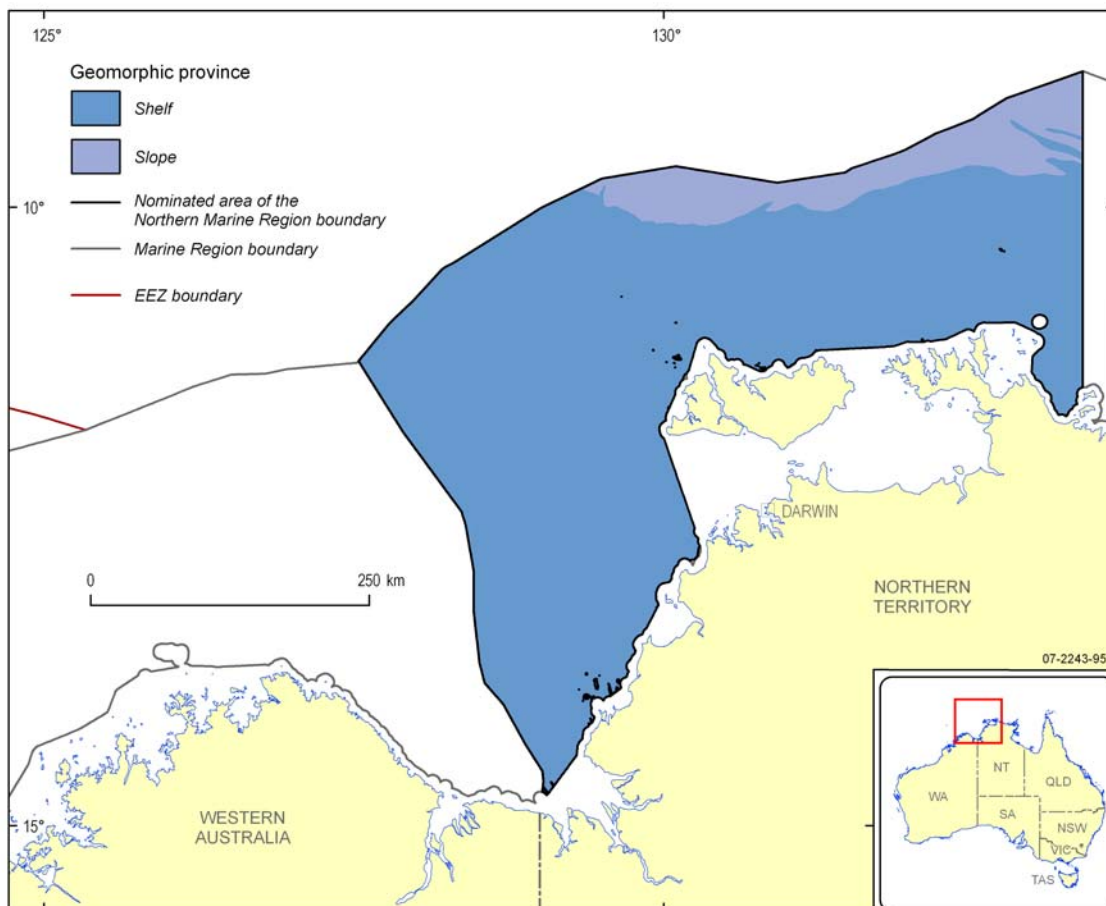 125°
130°
Geomorphic province
Shelf
Slope
Nominated area of the
Northern Marine Region boundary
Marine Region boundary
EEZ boundary
10°
DARWIN
0
250 km
NORTHERN
TERRITORY
07-2243-95
WESTERN
AUSTRALIA
15°
WA
NT
QLD
SA
NSW
VIC
TAS